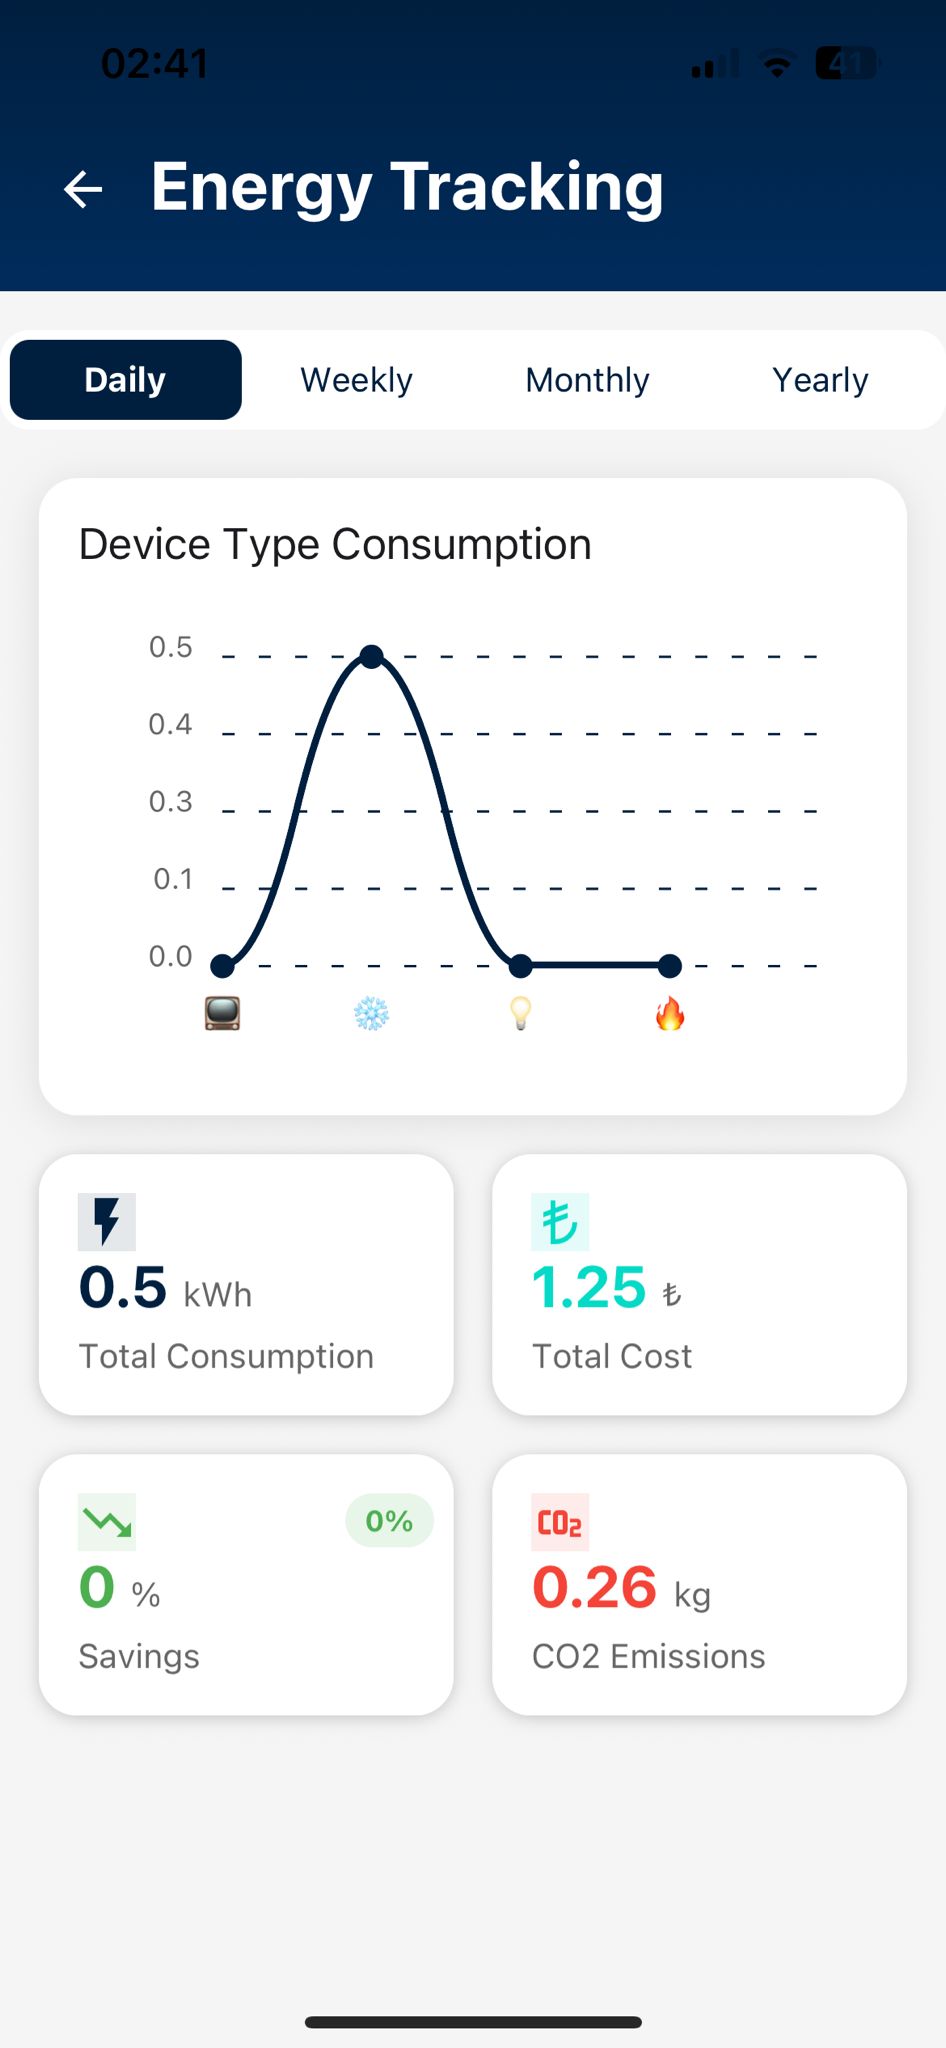 02:41
41
Energy Tracking
Daily Weekly Monthly Yearly
Device Type Consumption
0.5
0.4
0.3
0.1
0.0
0.5 kWh
Total Consumption
₺
1.25 ₺
Total Cost
0%
0 %
Savings
CO2
0.26 kg
CO2 Emissions